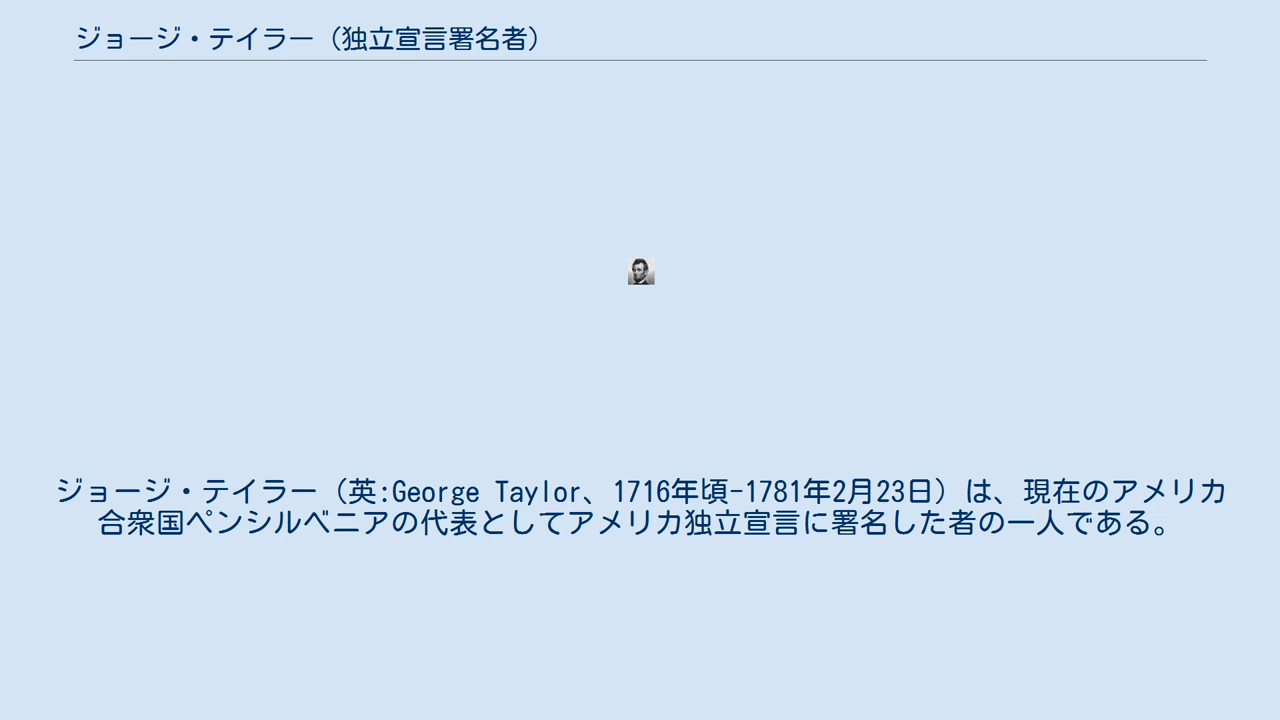 ジョージ・テイラー（独立宣言署名者）
ジョージ・テイラー（英:George Taylor、1716年頃-1781年2月23日）は、現在のアメリカ
合衆国ペンシルベニアの代表としてアメリカ独立宣言に署名した者の一人である。